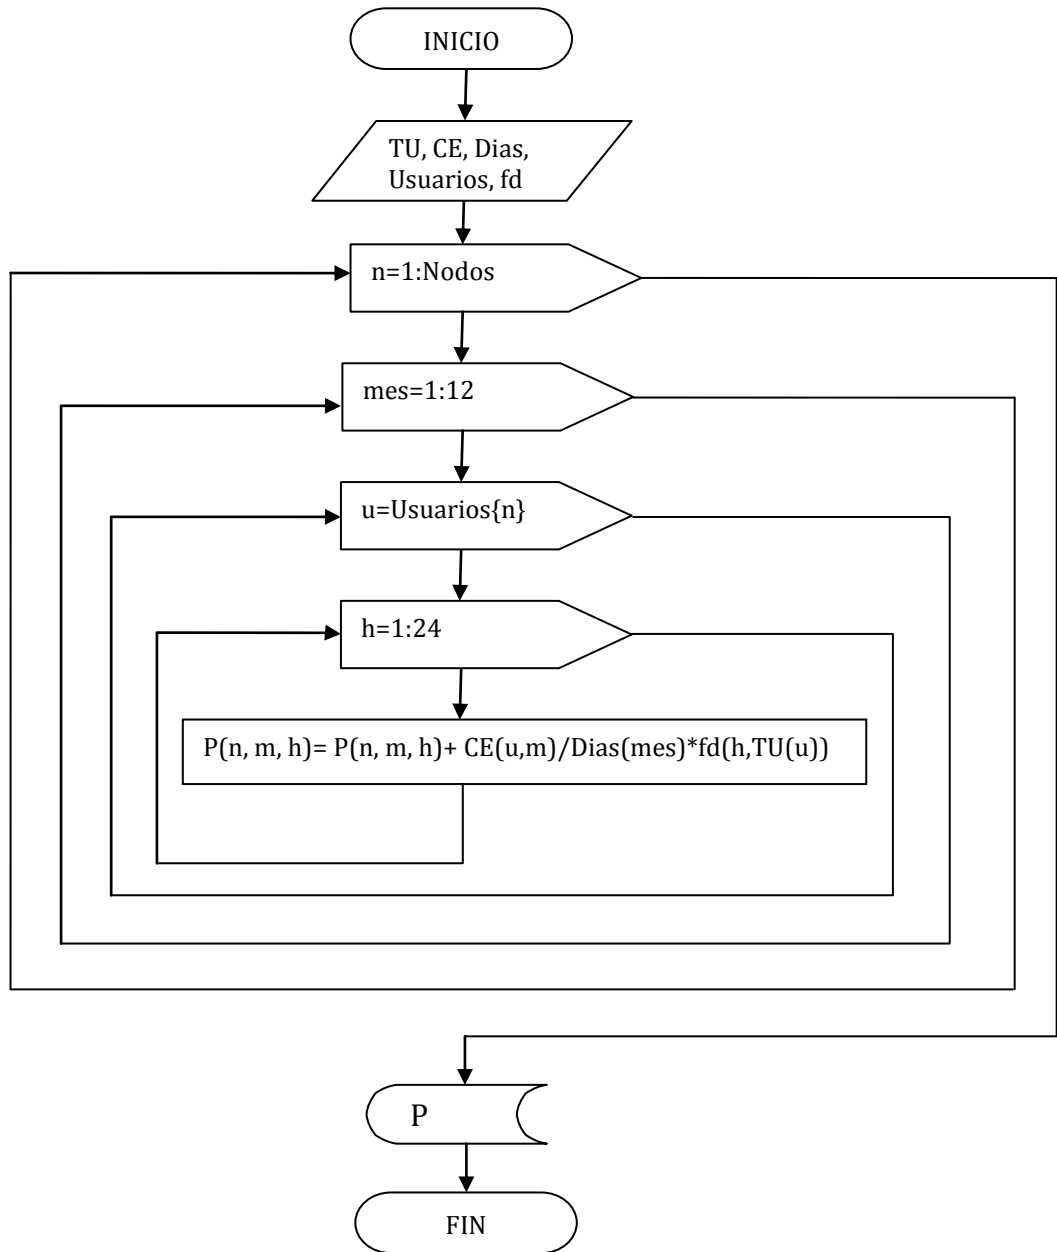 INICIO
TU, CE, Dias,
Usuarios, fd
n=1:Nodos
mes=1:12
u=Usuarios{n}
h=1:24
P(n, m, h)= P(n, m, h)+ CE(u,m)/Dias(mes)*fd(h,TU(u))
P
FIN